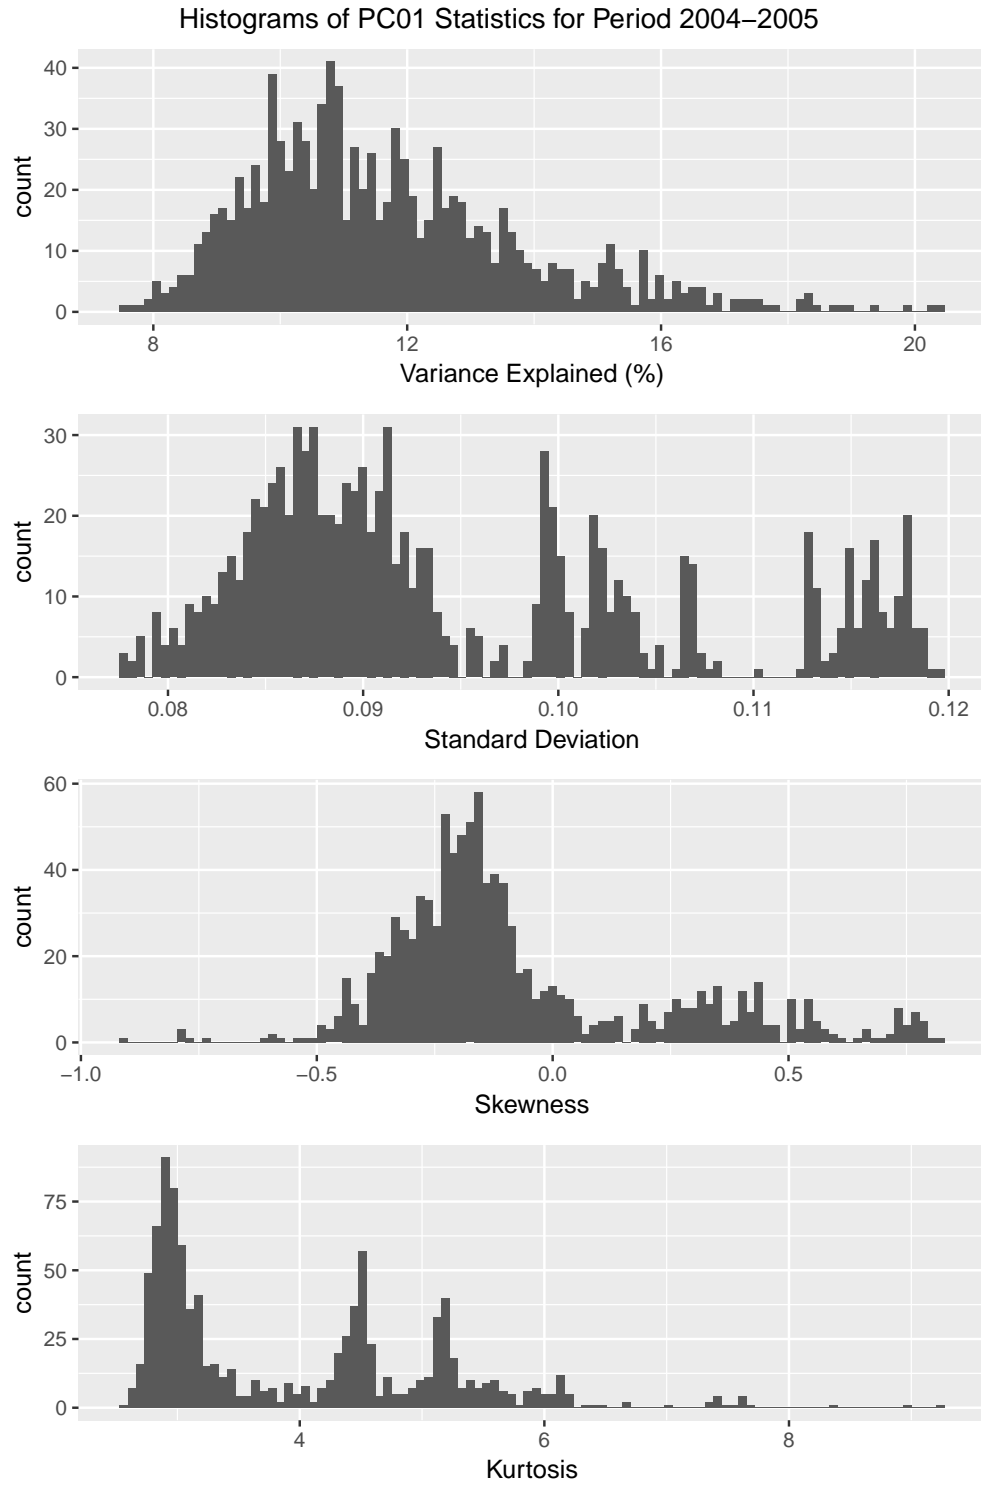 Histograms of PC01 Statistics for Period 2004–2005
40
30
20
10
0
count
8 12 16 20
Variance Explained (%)
30
20
10
0
count
0.08 0.09 0.10 0.11 0.12
Standard Deviation
60
40
20
0
count
−1.0 −0.5 0.0 0.5
Skewness
75
50
25
0
count
4 6 8
Kurtosis